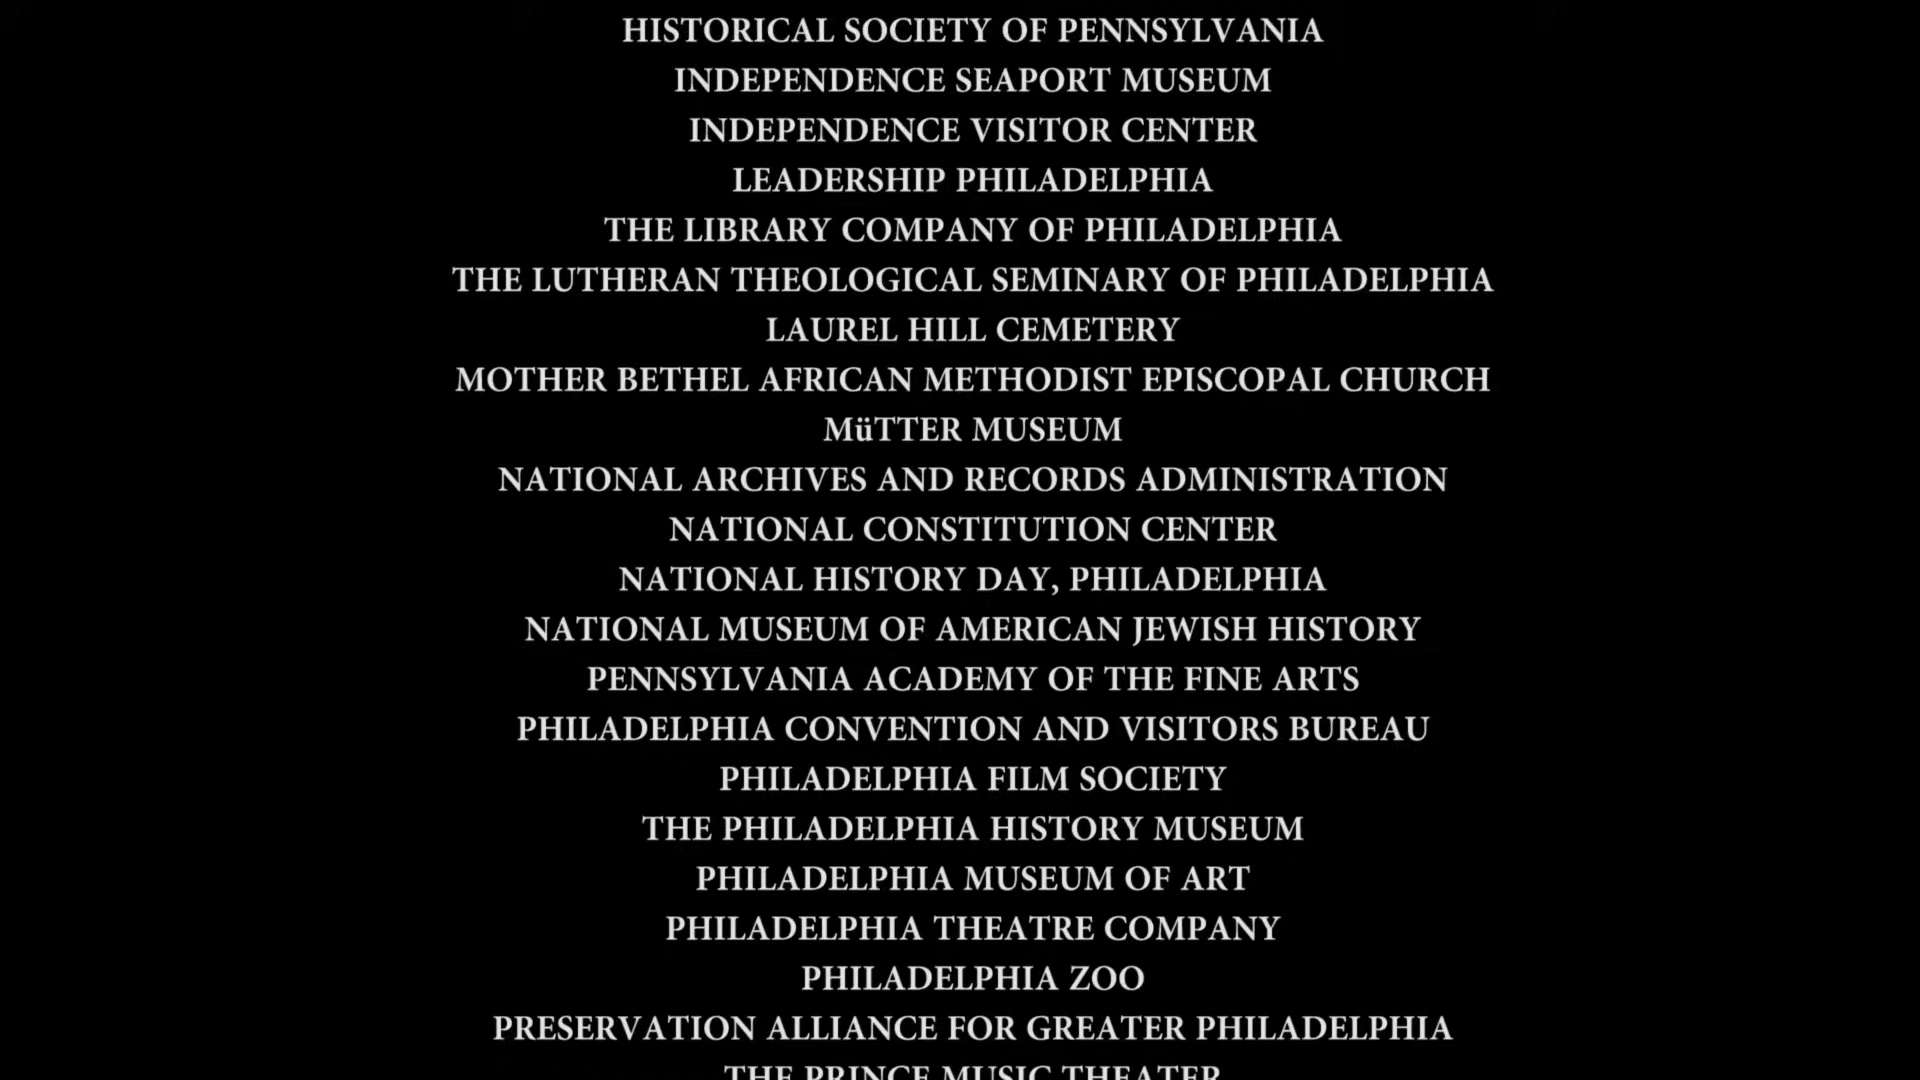 HISTORICAL SOCIETY OF PENNSYLVANIA
INDEPENDENCE SEAPORT MUSEUM
INDEPENDENCE VISITOR CENTER
LEADERSHIP PHILADELPHIA
THE LIBRARY COMPANY OF PHILADELPHIA
THE LUTHERAN THEOLOGICAL SEMINARY OF PHILADELPHIA
LAUREL HILL CEMETERY
MOTHER BETHEL AFRICAN METHODIST EPISCOPAL CHURCH
MüTTER MUSEUM
NATIONAL ARCHIVES AND RECORDS ADMINISTRATION
NATIONAL CONSTITUTION CENTER
NATIONAL HISTORY DAY, PHILADELPHIA
NATIONAL MUSEUM OF AMERICAN JEWISH HISTORY
PENNSYLVANIA ACADEMY OF THE FINE ARTS
PHILADELPHIA CONVENTION AND VISITORS BUREAU
PHILADELPHIA FILM SOCIETY
THE PHILADELPHIA HISTORY MUSEUM
PHILADELPHIA MUSEUM OF ART
PHILADELPHIA THEATRE COMPANY
PHILADELPHIA ZOO
PRESERVATION ALLIANCE FOR GREATER PHILADELPHIA
THE PRINCE MUSIC THEATER